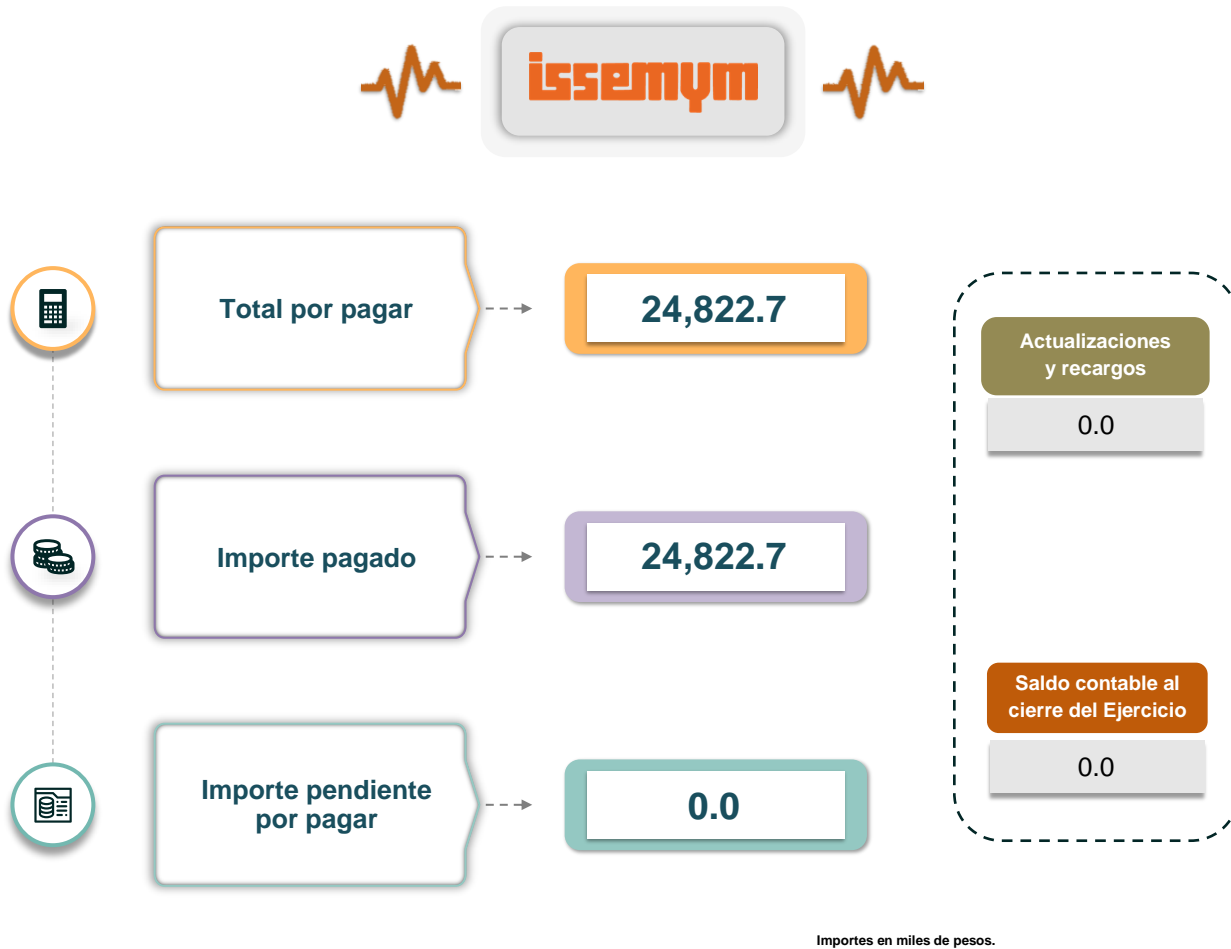 issemym
Total por pagar
24,822.7
Actualizaciones
y recargos
0.0
Importe pagado
24,822.7
Importe pendiente
por pagar
0.0
Saldo contable al
cierre del Ejercicio
0.0
Importes en miles de pesos.